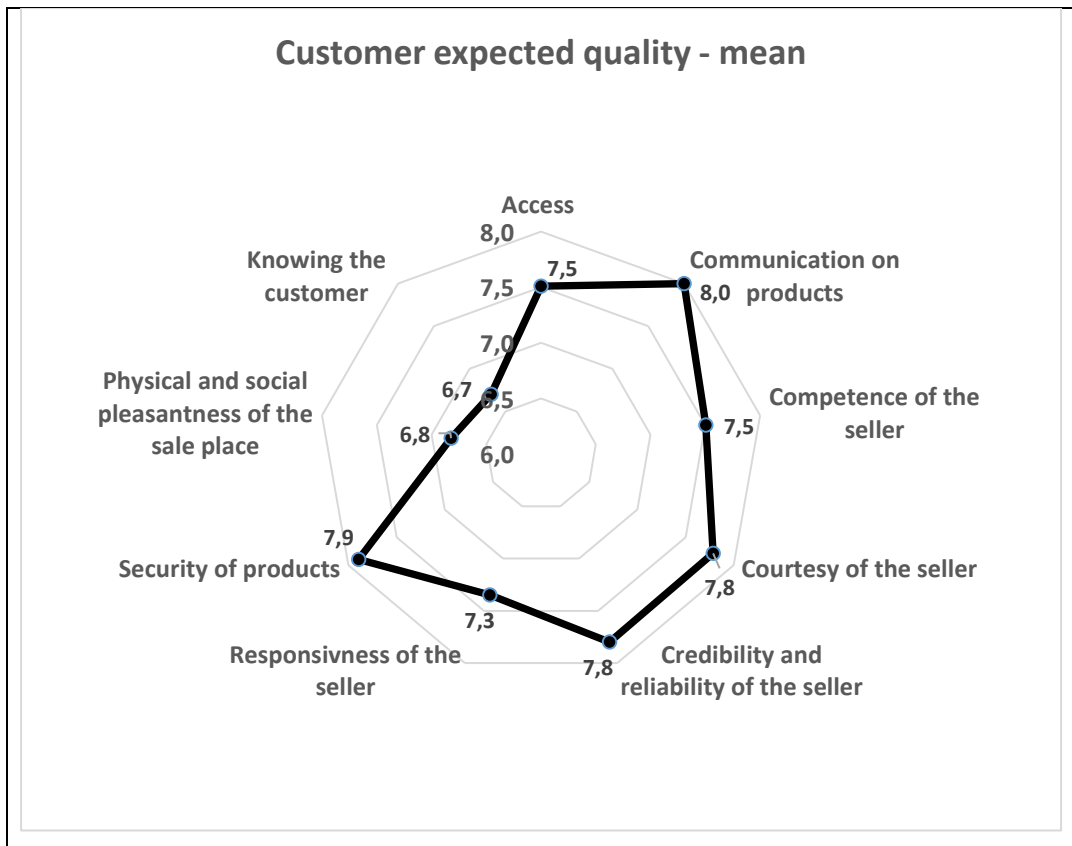 Customer expected quality - mean
Access
8,0
7,5
7,5
7,0
6,5
6,0
Communication on
products
8,0
Competence of the
seller
7,5
Courtesy of the seller
7,8
Credibility and
reliability of the seller
7,8
Responsivness of the
seller
7,3
Security of products
7,9
Physical and social
pleasantness of the
sale place
6,8
Knowing the
customer
6,7